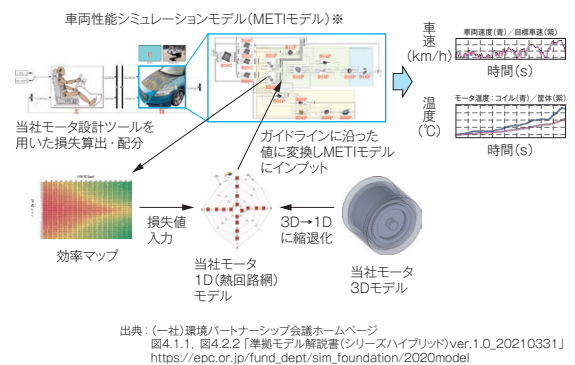 車両性能シミュレーションモデル(METIモデル)※
車両速度(青)/目標車速(紫)
車速
(km/h)
時間(s)
モータ温度:コイル(青)/筐体(紫)
温度
(℃)
時間(s)
当社モータ設計ツールを
用いた損失算出・配分
ガイドラインに沿った
値に変換しMETIモデル
にインプット
効率マップ
損失値
入力
当社モータ
1D(熱回路網)
モデル
3D→1D
に縮退化
当社モータ
3Dモデル
出典:(一社)環境パートナーシップ会議ホームページ
図4.1.1, 図4.2.2「準拠モデル解説書(シリーズハイブリッド)ver.1.0_20210331」
https://epc.or.jp/fund_dept/sim_foundation/2020model